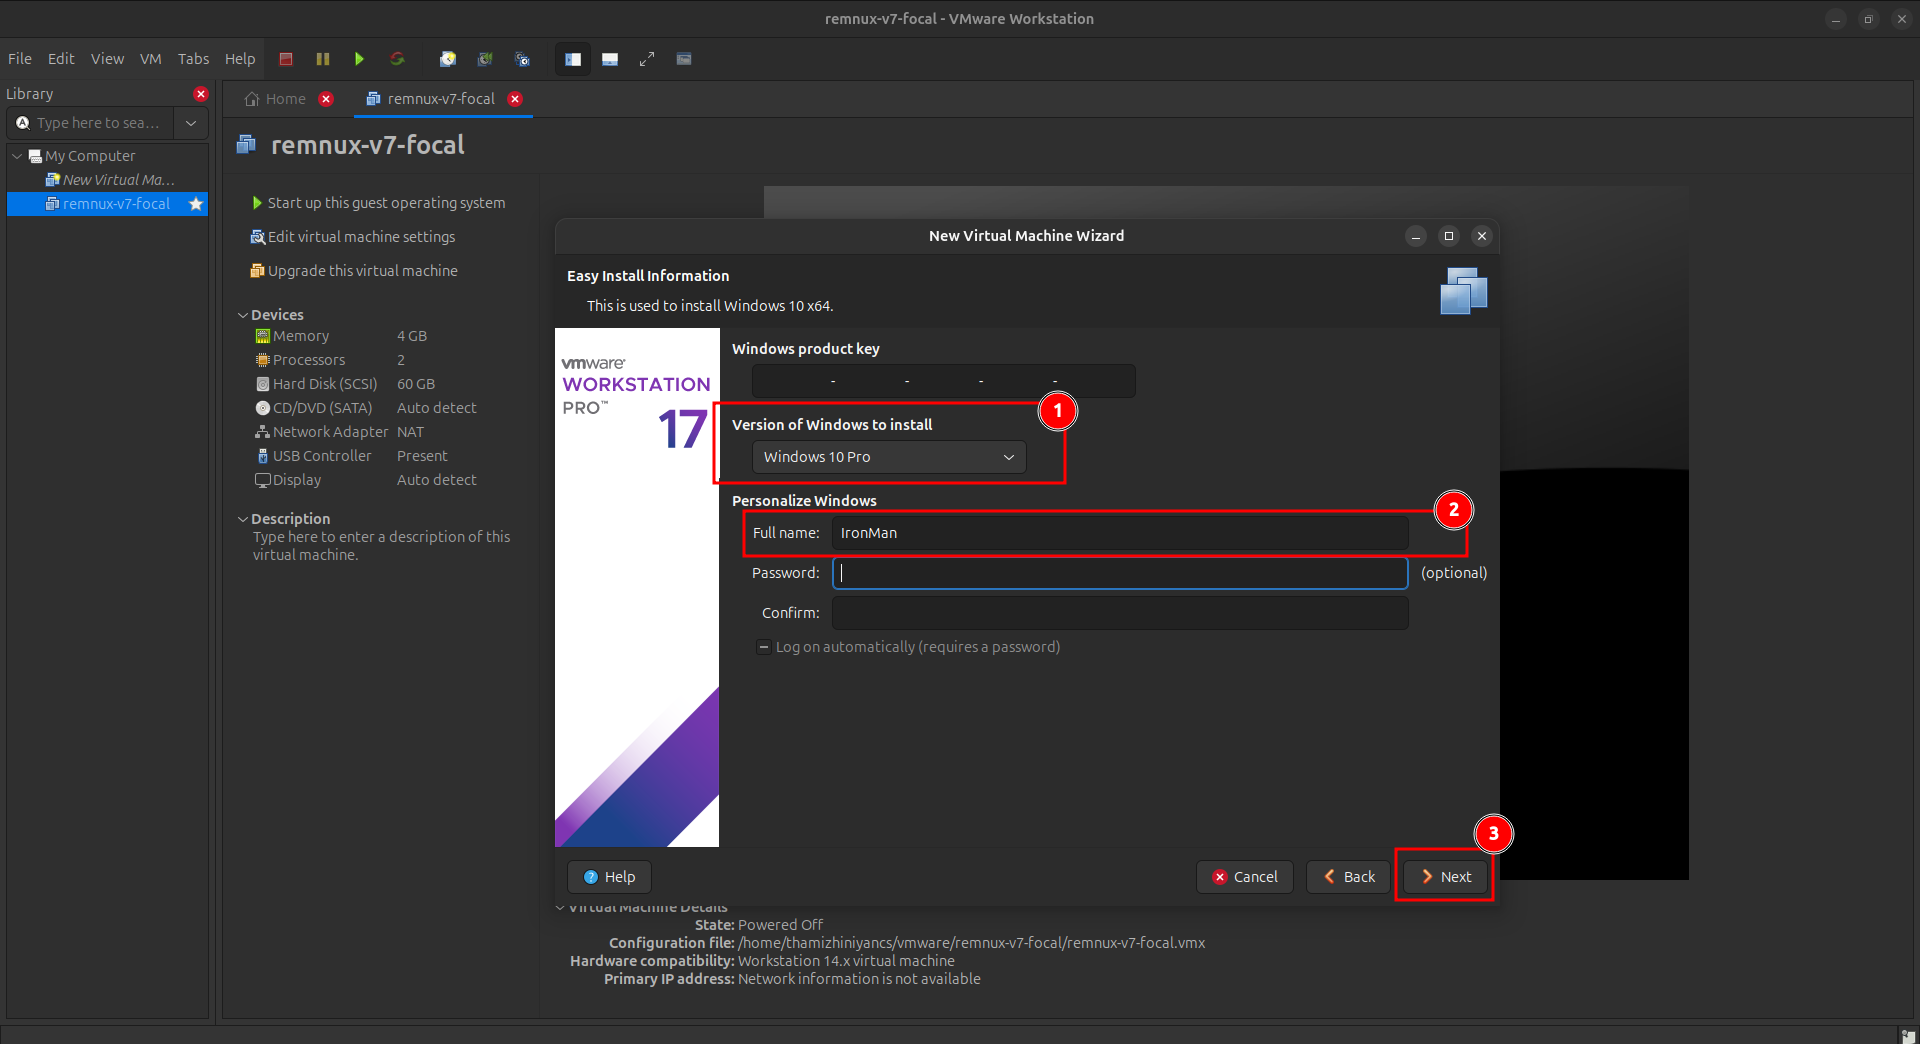 remnux-v7-focal - VMware Workstation
File Edit View VM Tabs Help
Library
Type here to sea...
My Computer
New Virtual Ma...
remnux-v7-focal
Home
remnux-v7-focal
remnux-v7-focal
Start up this guest operating system
Edit virtual machine settings
Upgrade this virtual machine
Devices
Memory 4 GB
Processors 2
Hard Disk (SCSI) 60 GB
CD/DVD (SATA) Auto detect
Network Adapter NAT
USB Controller Present
Display Auto detect
Description
Type here to enter a description of this
virtual machine.
New Virtual Machine Wizard
Easy Install Information
This is used to install Windows 10 x64.
vmware®
WORKSTATION
PRO™
17
Windows product key
- - - -
1
Version of Windows to install
Windows 10 Pro
Personalize Windows
2
Full name: IronMan
Password: (optional)
Confirm:
Log on automatically (requires a password)
3
Help Cancel Back Next
Virtual Machine Details
State: Powered Off
Configuration file: /home/thamizhiniyancs/vmware/remnux-v7-focal/remnux-v7-focal.vmx
Hardware compatibility: Workstation 14.x virtual machine
Primary IP address: Network information is not available